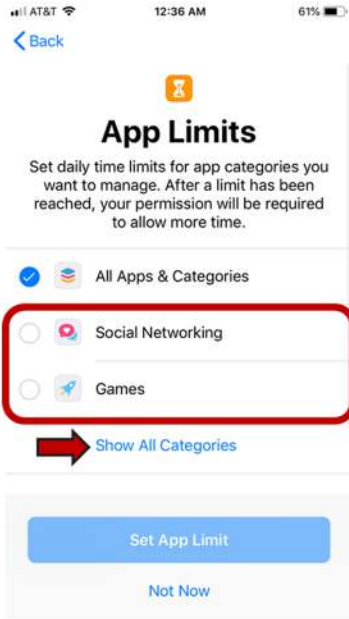 AT&T 12:36 AM 61%
Back
App Limits
Set daily time limits for app categories you
want to manage. After a limit has been
reached, your permission will be required
to allow more time.
All Apps & Categories
Social Networking
Games
Show All Categories
Set App Limit
Not Now